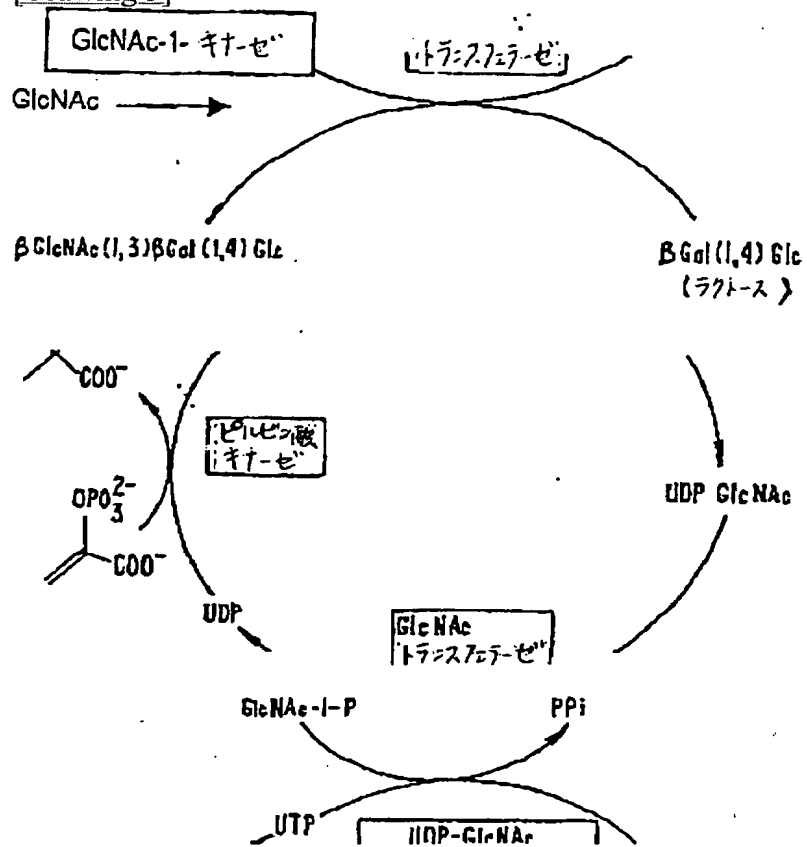 GlcNAc-1-キナーゼ
トランスフェラーゼ
GlcNAc
βGlcNAc(1,3)βGal(1,4)Glc
βGal(1,4)Glc
(ラクトース)
COO⁻
ピルビン酸
キナーゼ
OPO₃²⁻
COO⁻
UDP GlcNAc
UDP
GlcNAc
トランスフェラーゼ
GlcNAc-1-P
PPi
UTP
UDP-GlcNAc